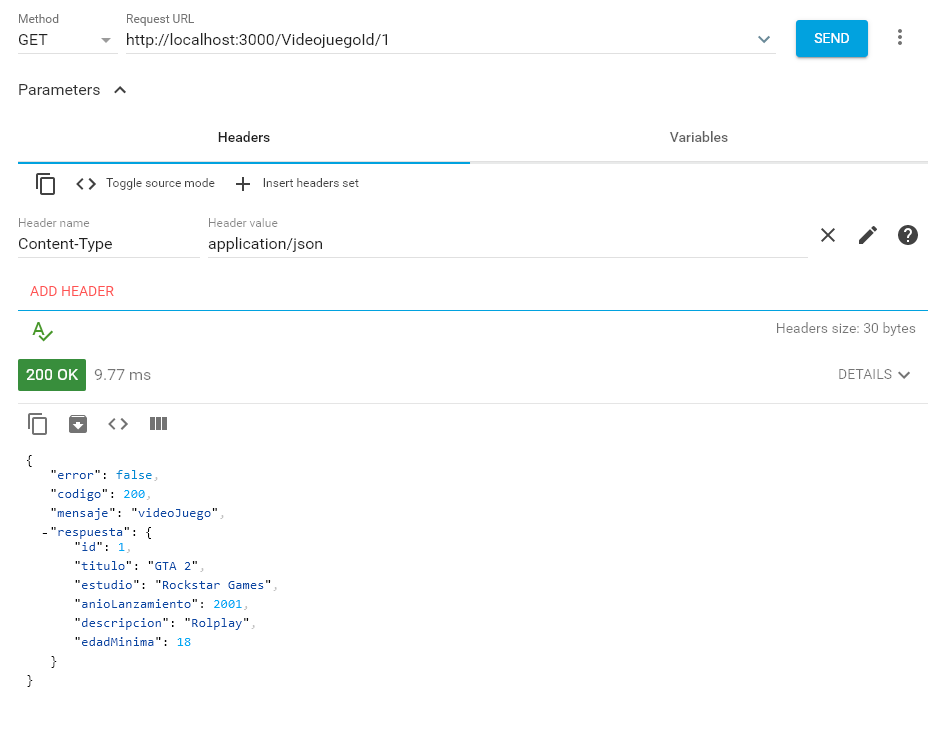 Method
Request URL
GET
http://localhost:3000/VideojuegoId/1
SEND
Parameters
Headers
Variables
Toggle source mode
Insert headers set
Header name
Header value
Content-Type
application/json
ADD HEADER
Headers size: 30 bytes
200 OK
9.77 ms
DETAILS
{
"error": false,
"codigo": 200,
"mensaje": "videoJuego",
-"respuesta": {
"id": 1,
"titulo": "GTA 2",
"estudio": "Rockstar Games",
"anioLanzamiento": 2001,
"descripcion": "Rolplay",
"edadMinima": 18
}
}